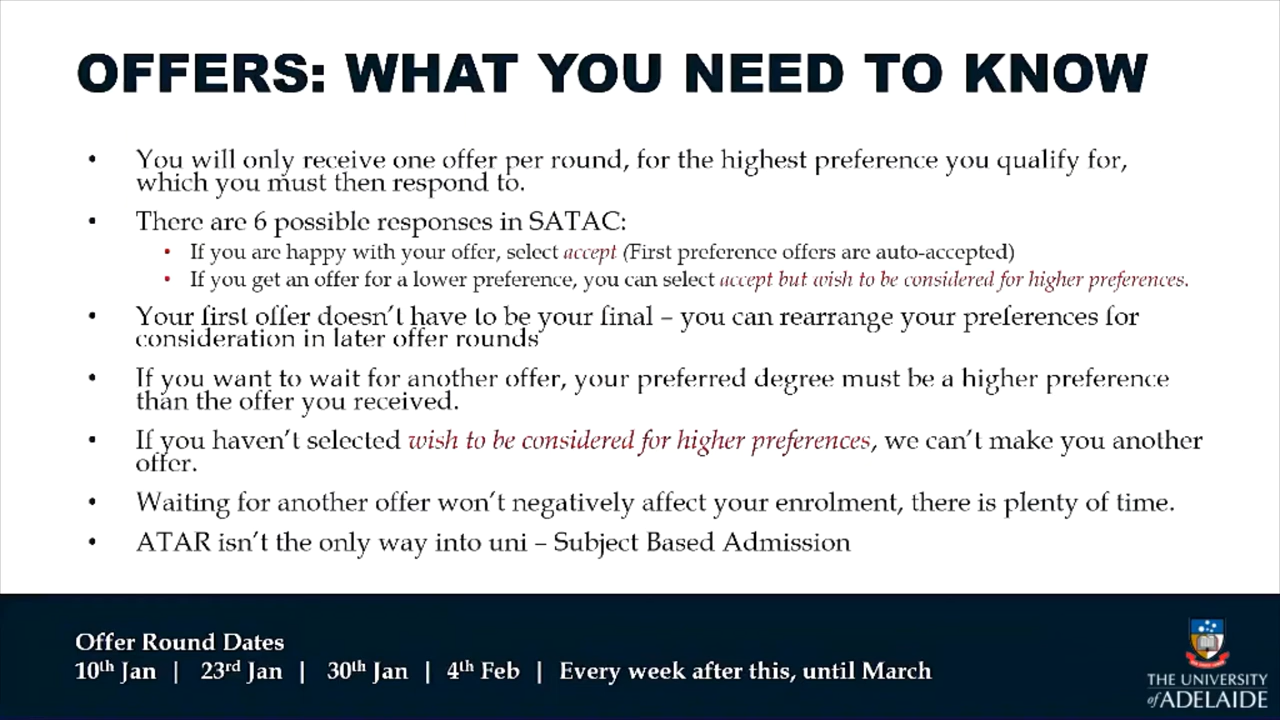 OFFERS: WHAT YOU NEED TO KNOW
• You will only receive one offer per round, for the highest preference you qualify for,
which you must then respond to.
• There are 6 possible responses in SATAC:
• If you are happy with your offer, select accept (First preference offers are auto-accepted)
• If you get an offer for a lower preference, you can select accept but wish to be considered for higher preferences.
• Your first offer doesn't have to be your final – you can rearrange your preferences for
consideration in later offer rounds
• If you want to wait for another offer, your preferred degree must be a higher preference
than the offer you received.
• If you haven't selected wish to be considered for higher preferences, we can't make you another
offer.
• Waiting for another offer won't negatively affect your enrolment, there is plenty of time.
• ATAR isn't the only way into uni – Subject Based Admission
Offer Round Dates
10th Jan | 23rd Jan | 30th Jan | 4th Feb | Every week after this, until March
THE UNIVERSITY
of ADELAIDE